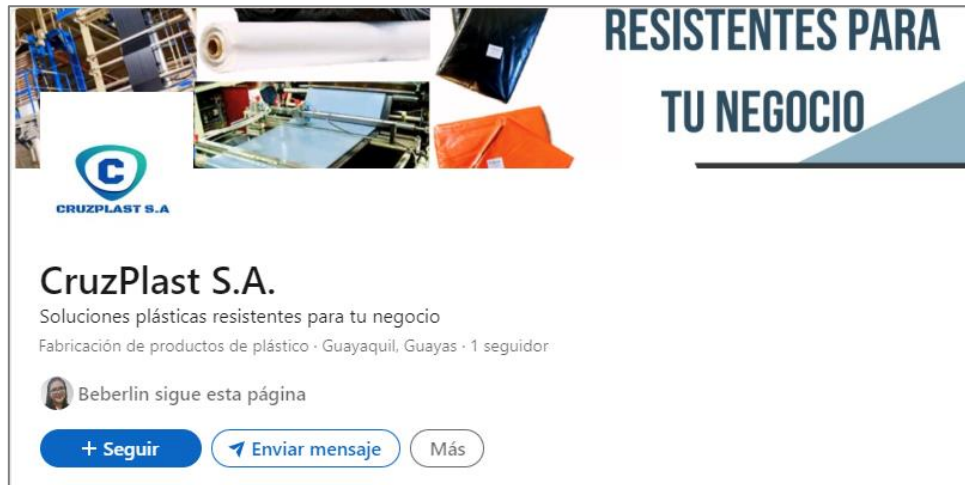 RESISTENTES PARA
TU NEGOCIO
C
CRUZPLAST S.A
CruzPlast S.A.
Soluciones plásticas resistentes para tu negocio
Fabricación de productos de plástico · Guayaquil, Guayas · 1 seguidor
Beberlin sigue esta página
+ Seguir Enviar mensaje Más